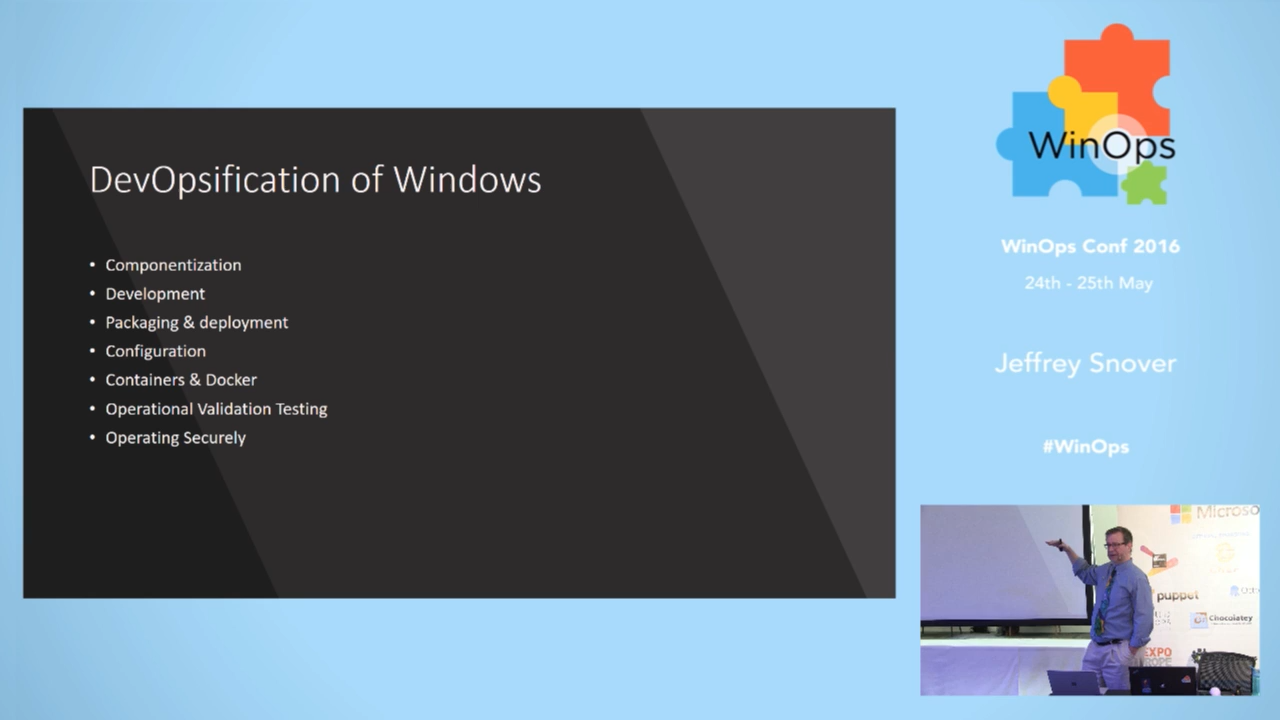 DevOpsification of Windows
• Componentization
• Development
• Packaging & deployment
• Configuration
• Containers & Docker
• Operational Validation Testing
• Operating Securely
WinOps
WinOps Conf 2016
24th - 25th May
Jeffrey Snover
#WinOps
Microso
puppet
Chocolatey
EXPO